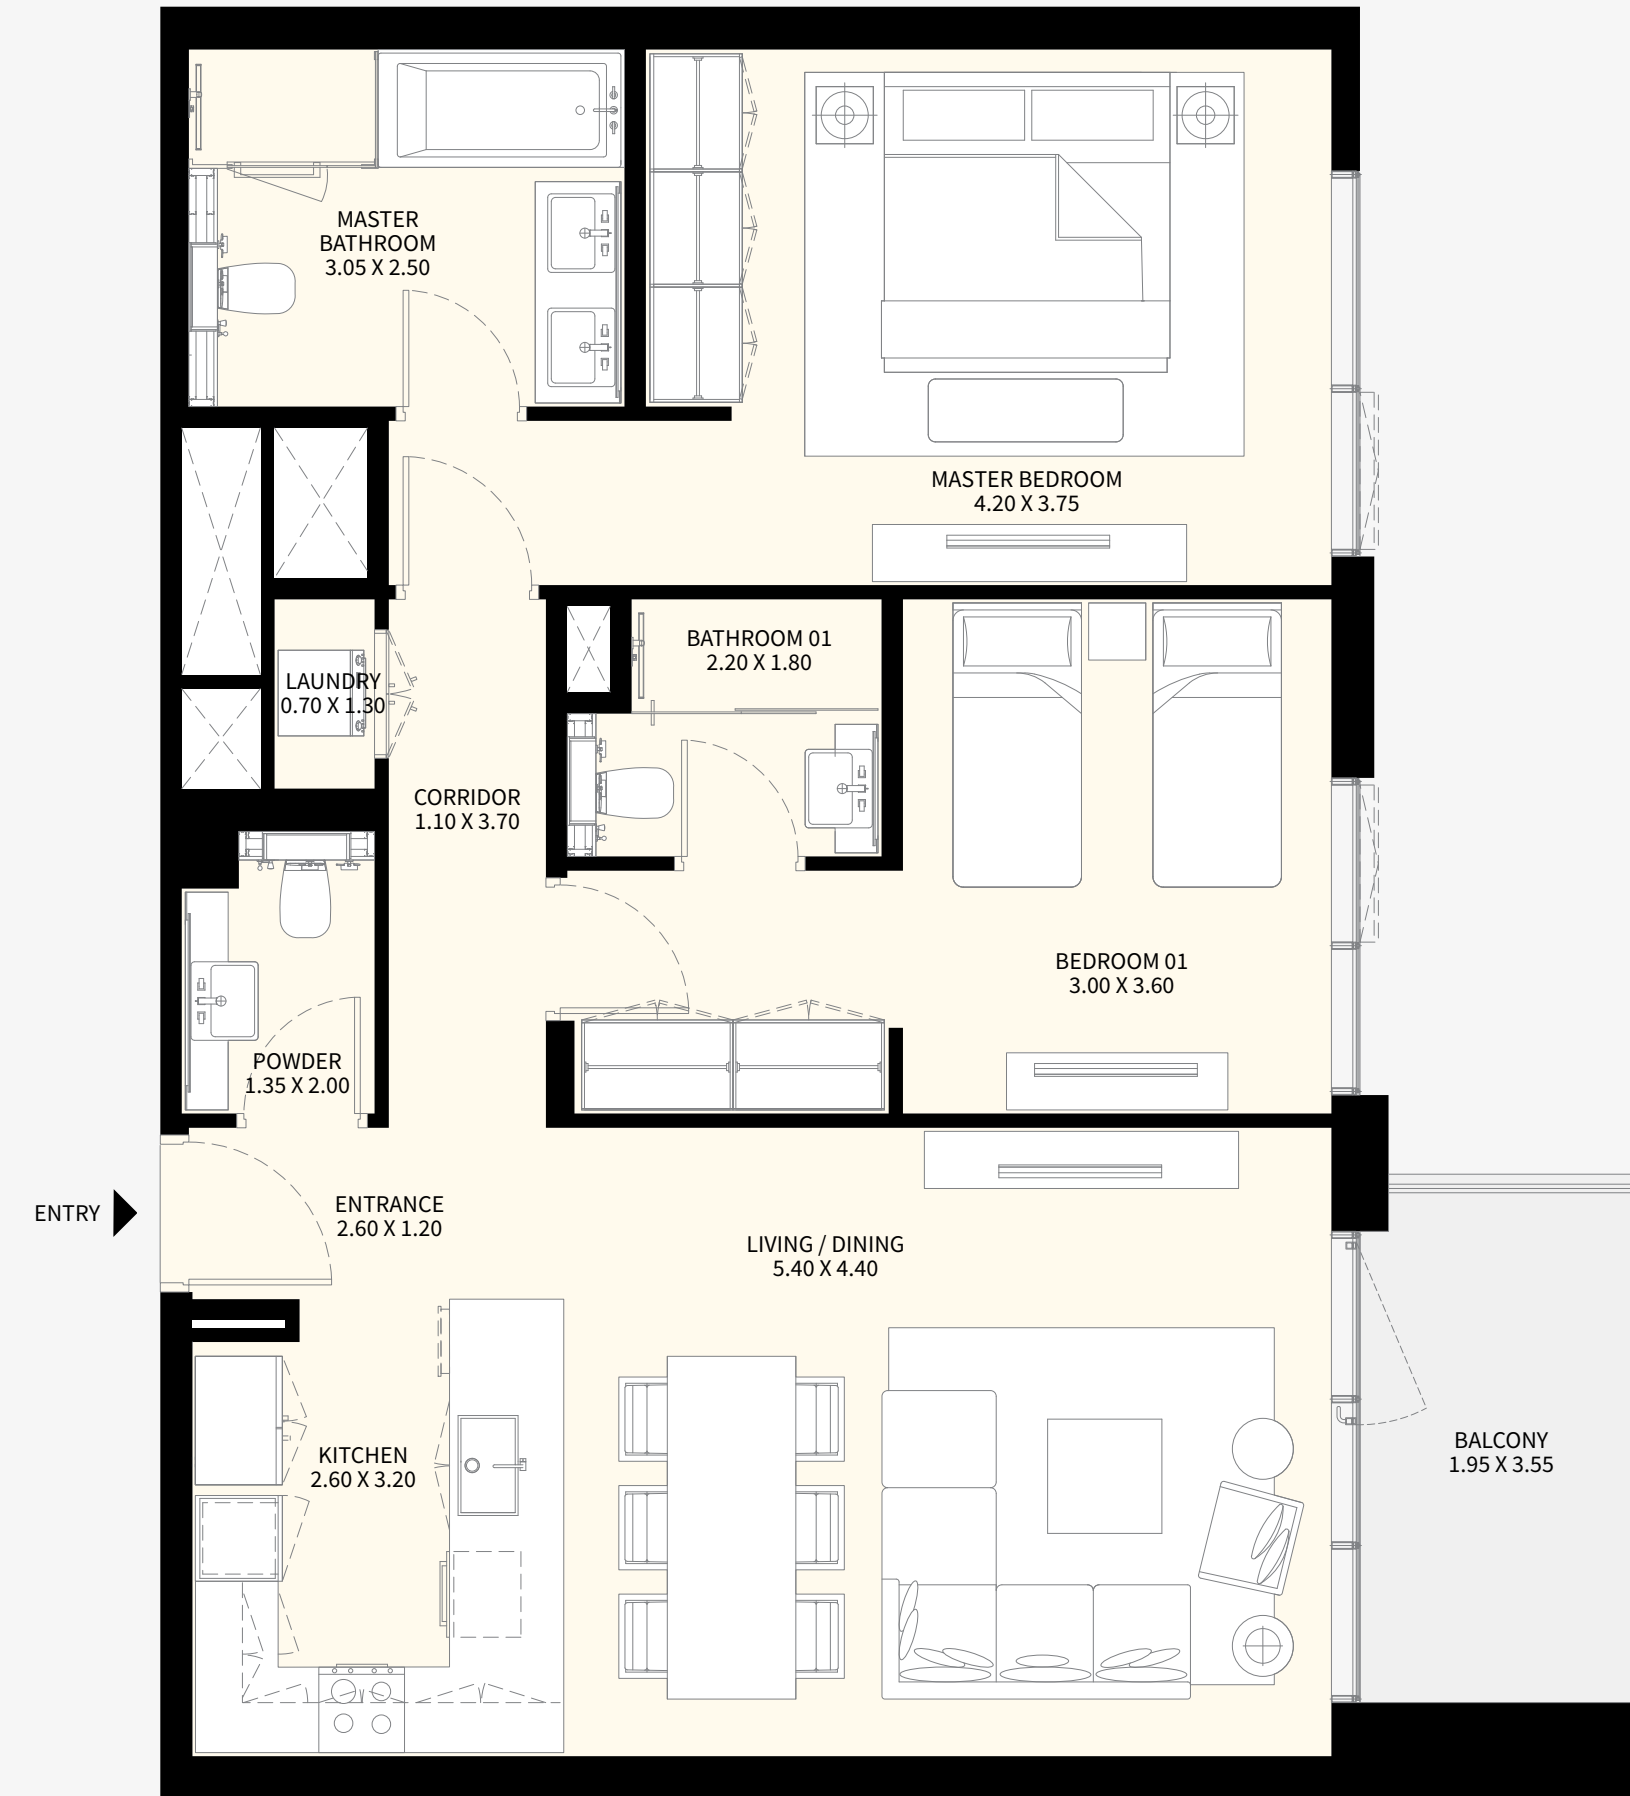 MASTER
BATHROOM
3.05 X 2.50
MASTER BEDROOM
4.20 X 3.75
BATHROOM 01
2.20 X 1.80
LAUNDRY
0.70 X 1.30
CORRIDOR
1.10 X 3.70
BEDROOM 01
3.00 X 3.60
POWDER
1.35 X 2.00
ENTRY
ENTRANCE
2.60 X 1.20
LIVING / DINING
5.40 X 4.40
KITCHEN
2.60 X 3.20
BALCONY
1.95 X 3.55